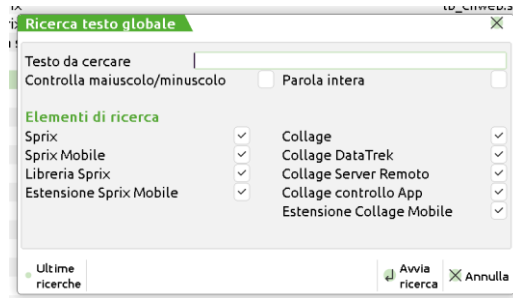 Ricerca testo globale
Testo da cercare
Controlla maiuscolo/minuscolo Parola intera
Elementi di ricerca
Sprix Collage
Sprix Mobile Collage DataTrek
Libreria Sprix Collage Server Remoto
Estensione Sprix Mobile Collage controllo App
Estensione Collage Mobile
Ultime ricerche
Avvia ricerca
Annulla